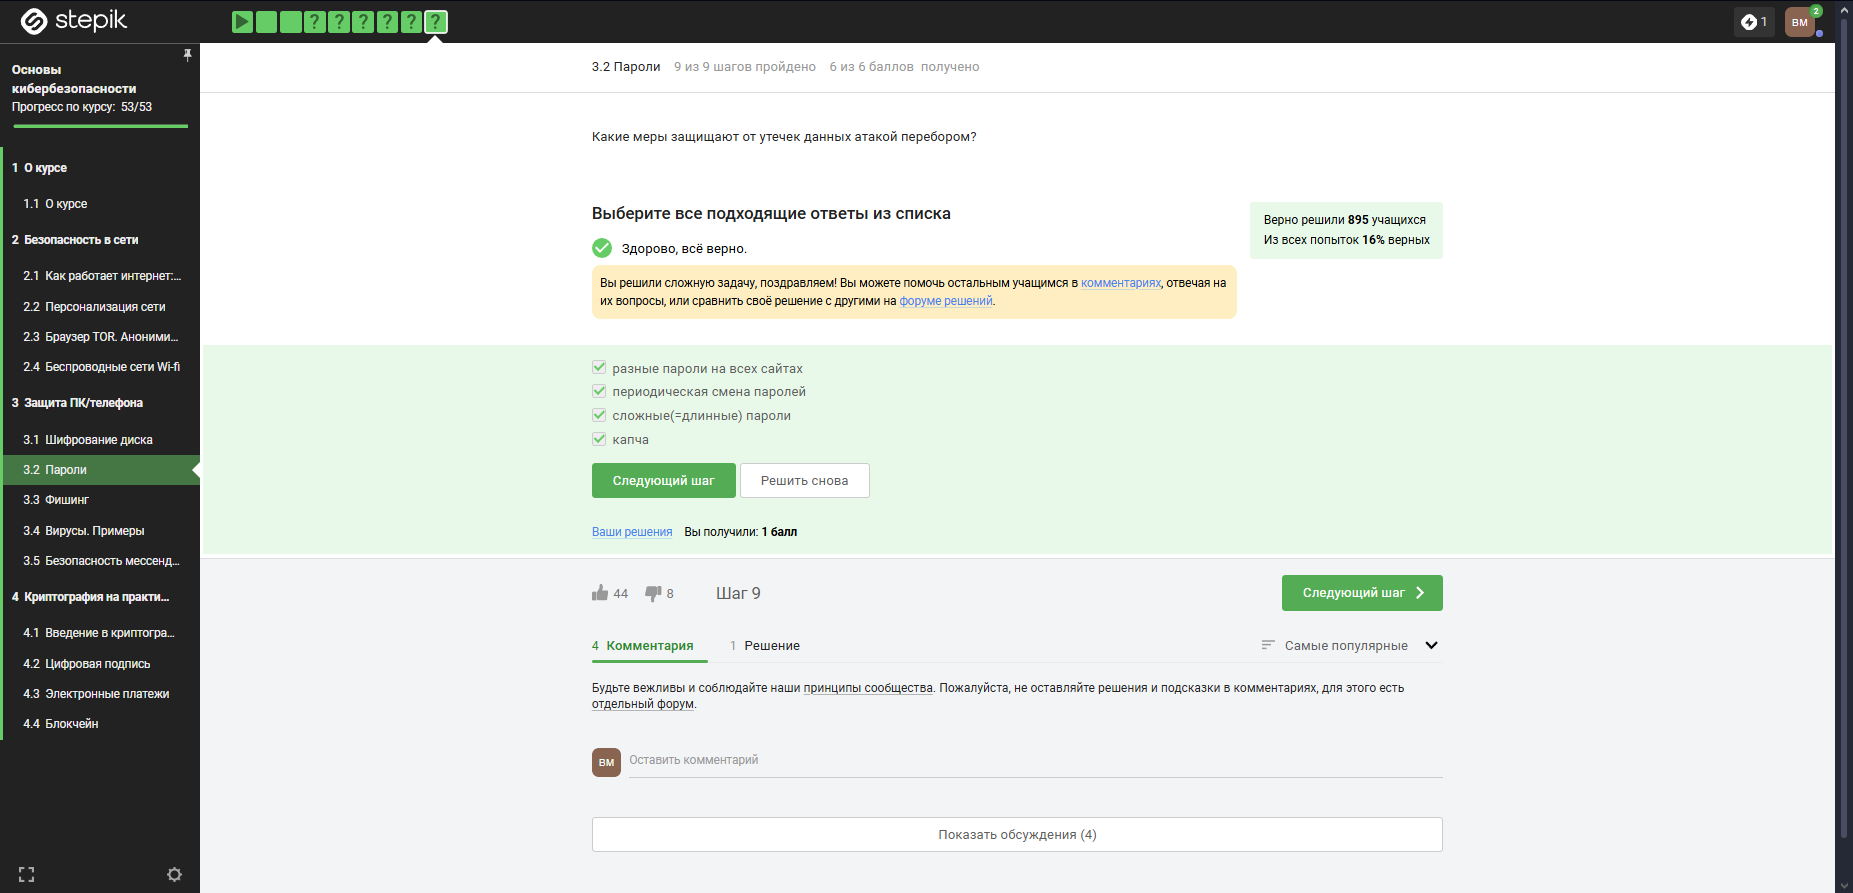 stepik
? ? ? ? ? ?
1
ВМ
2
Основы
кибербезопасности
Прогресс по курсу: 53/53
1 О курсе
1.1 О курсе
2 Безопасность в сети
2.1 Как работает интернет:...
2.2 Персонализация сети
2.3 Браузер TOR. Аноними...
2.4 Беспроводные сети Wi-fi
3 Защита ПК/телефона
3.1 Шифрование диска
3.2 Пароли
3.3 Фишинг
3.4 Вирусы. Примеры
3.5 Безопасность мессенд...
4 Криптография на практи...
4.1 Введение в криптогра...
4.2 Цифровая подпись
4.3 Электронные платежи
4.4 Блокчейн
3.2 Пароли 9 из 9 шагов пройдено 6 из 6 баллов получено
Какие меры защищают от утечек данных атакой перебором?
Выберите все подходящие ответы из списка
Здорово, всё верно.
Верно решили 895 учащихся
Из всех попыток 16% верных
Вы решили сложную задачу, поздравляем! Вы можете помочь остальным учащимся в комментариях, отвечая на
их вопросы, или сравнить своё решение с другими на форуме решений.
разные пароли на всех сайтах
периодическая смена паролей
сложные(=длинные) пароли
капча
Следующий шаг Решить снова
Ваши решения Вы получили: 1 балл
44 8 Шаг 9 Следующий шаг
4 Комментария 1 Решение Самые популярные
Будьте вежливы и соблюдайте наши принципы сообщества. Пожалуйста, не оставляйте решения и подсказки в комментариях, для этого есть
отдельный форум.
ВМ Оставить комментарий
Показать обсуждения (4)